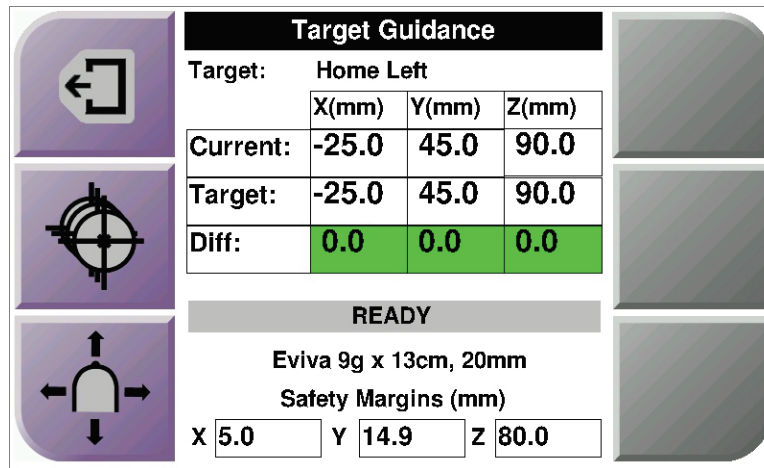 Target Guidance
Target: Home Left
X(mm) Y(mm) Z(mm)
Current: -25.0 45.0 90.0
Target: -25.0 45.0 90.0
Diff: 0.0 0.0 0.0
READY
Eviva 9g x 13cm, 20mm
Safety Margins (mm)
X 5.0 Y 14.9 Z 80.0